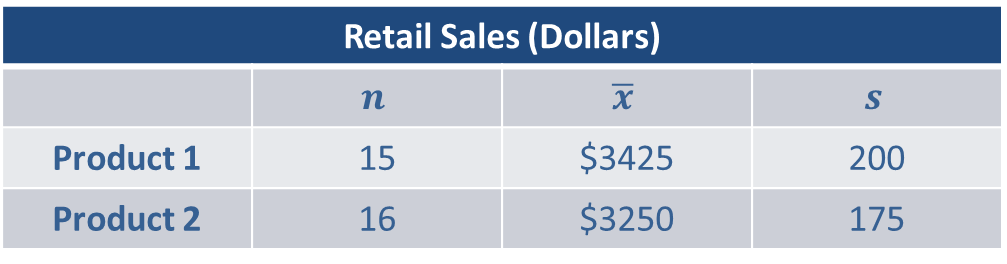 Retail Sales (Dollars)
n x̅ s
Product 1 15 $3425 200
Product 2 16 $3250 175